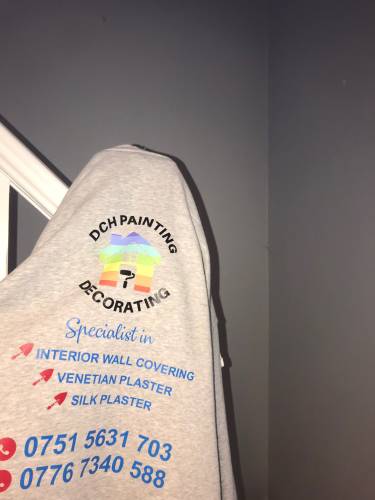 DCH PAINTING
DECORATING
Specialist in
INTERIOR WALL COVERING
VENETIAN PLASTER
SILK PLASTER
0751 5631 703
0776 7340 588